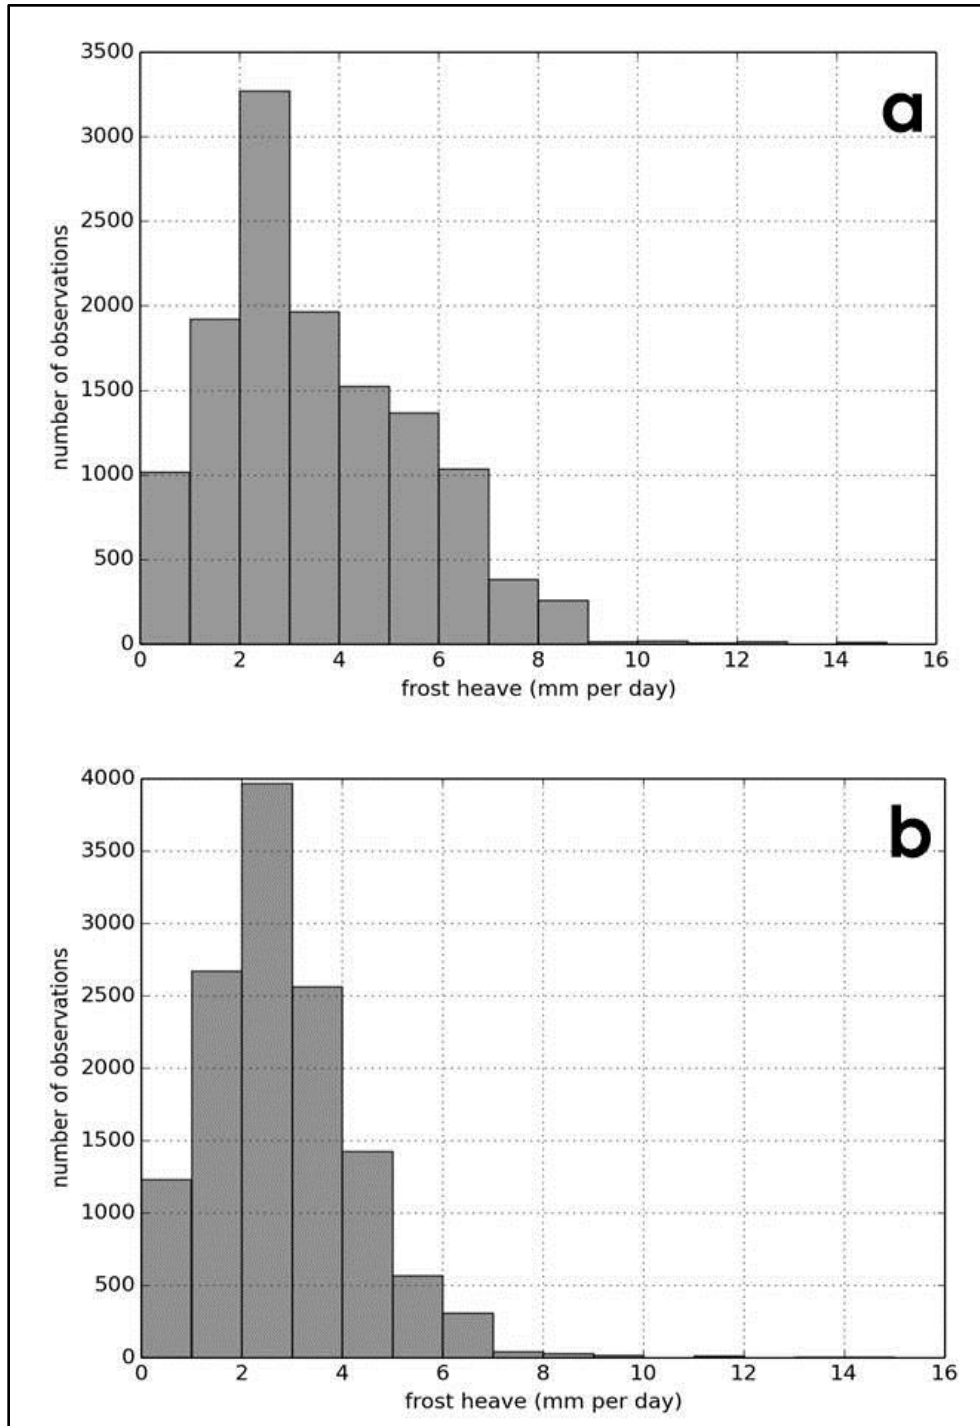 a
3500
3000
2500
2000
1500
1000
500
0
number of observations
0 2 4 6 8 10 12 14 16
frost heave (mm per day)
b
4000
3500
3000
2500
2000
1500
1000
500
0
number of observations
0 2 4 6 8 10 12 14 16
frost heave (mm per day)